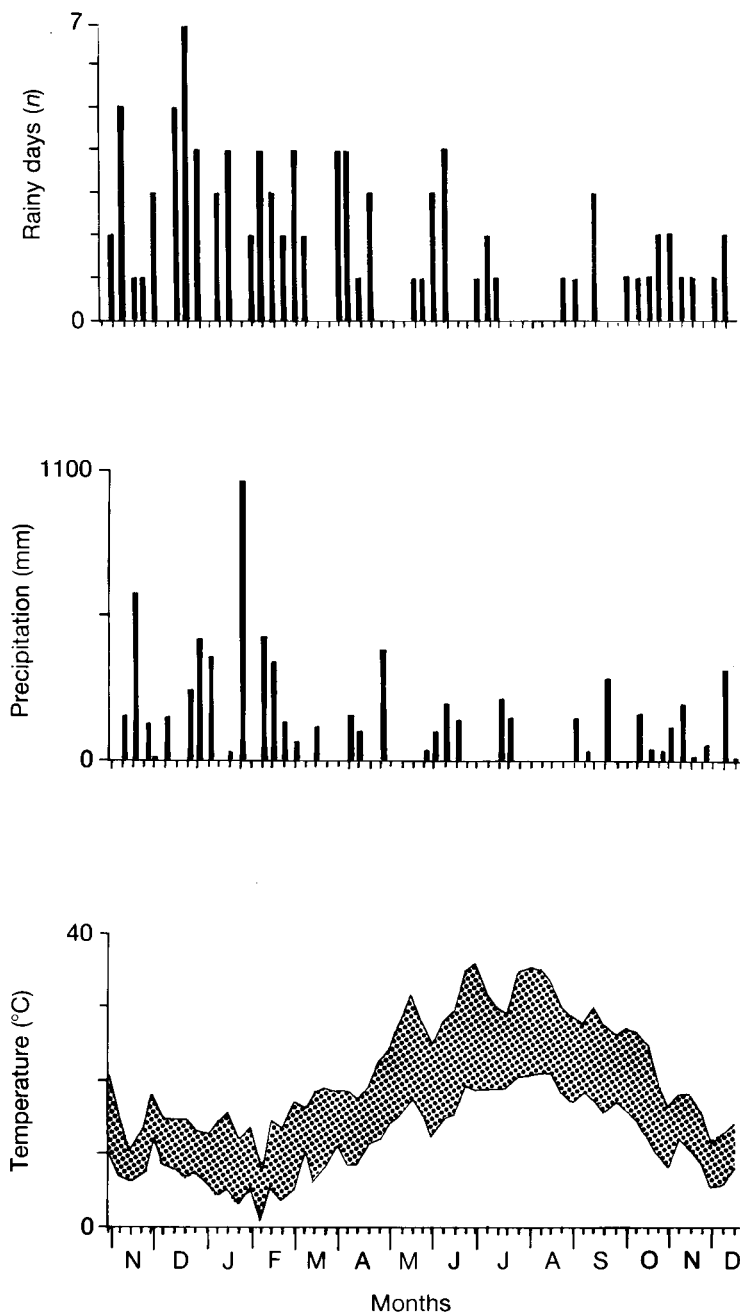 7
Rainy days (n)
0
1100
Precipitation (mm)
0
40
Temperature (°C)
0
N D J F M A M J J A S O N D
Months